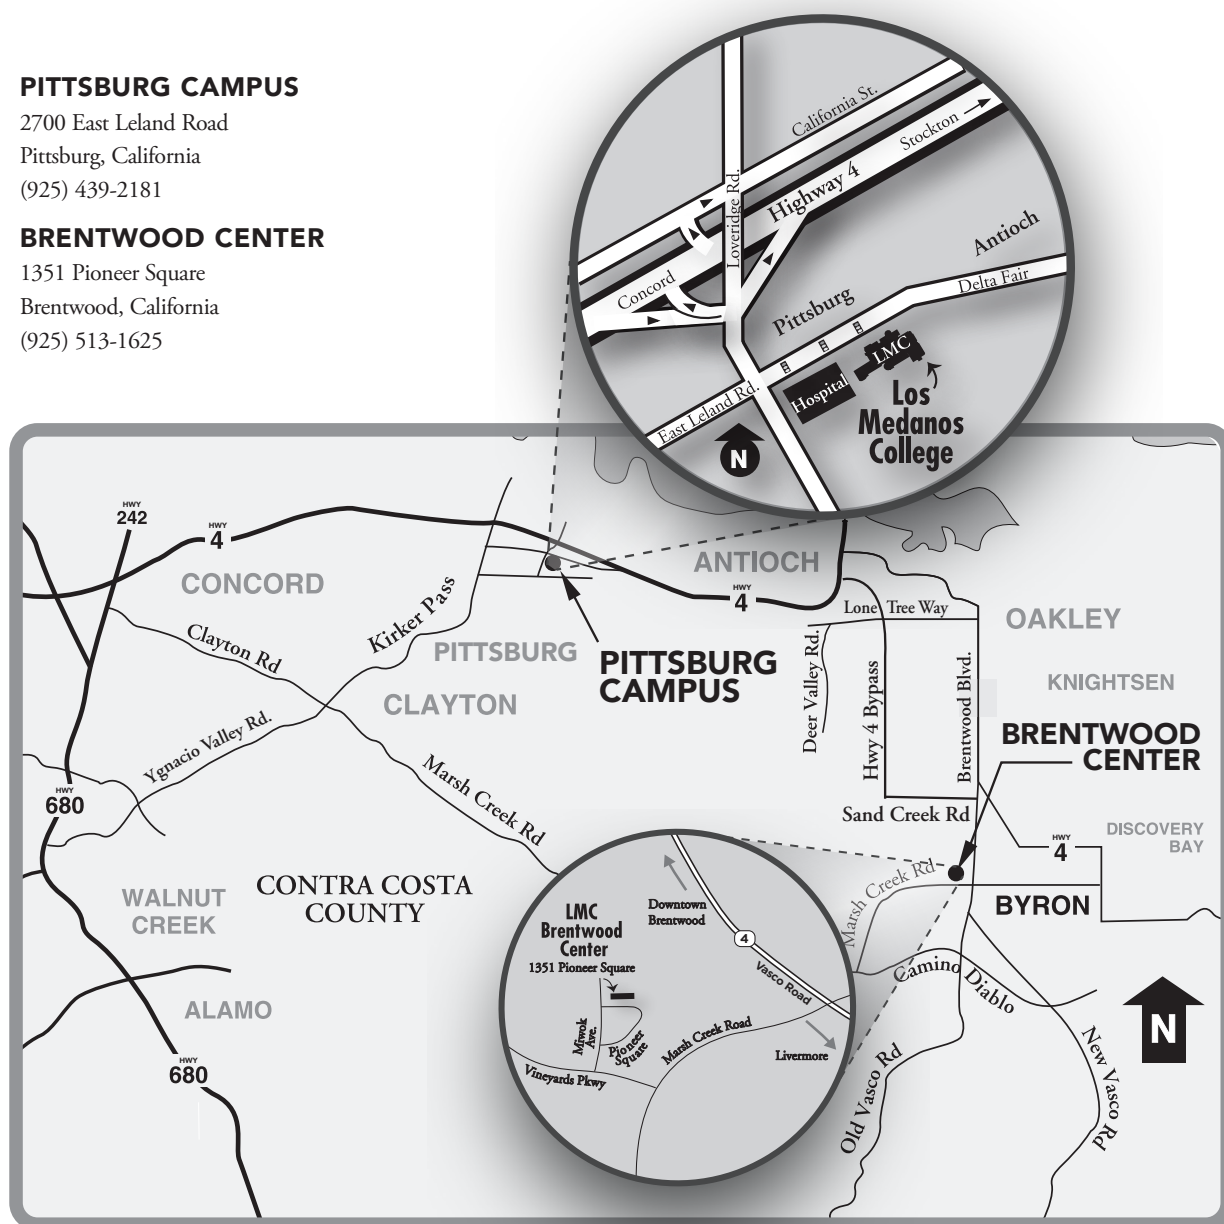 PITTSBURG CAMPUS
2700 East Leland Road
Pittsburg, California
(925) 439-2181
BRENTWOOD CENTER
1351 Pioneer Square
Brentwood, California
(925) 513-1625
California St.
Stockton
Highway 4
Loveridge Rd.
Concord
Antioch
Delta Fair
Pittsburg
LMC
Hospital
East Leland Rd.
Los
Medanos
College
N
HWY
242
HWY
4
CONCORD
ANTIOCH
HWY
4
Kirker Pass
Clayton Rd
PITTSBURG
PITTSBURG
CAMPUS
CLAYTON
Lone Tree Way
OAKLEY
Deer Valley Rd.
Hwy 4 Bypass
Brentwood Blvd.
KNIGHTSEN
BRENTWOOD
CENTER
Ygnacio Valley Rd.
Marsh Creek Rd
HWY
680
Sand Creek Rd
HWY
4
DISCOVERY
BAY
WALNUT
CREEK
CONTRA COSTA
COUNTY
Marsh Creek Rd
BYRON
Downtown
Brentwood
LMC
Brentwood
Center
1351 Pioneer Square
4
Vasco Road
Miwok
Ave.
Pioneer
Square
Marsh Creek Road
Livermore
Vineyards Pkwy
Camino Diablo
ALAMO
HWY
680
Old Vasco Rd
New Vasco Rd
N